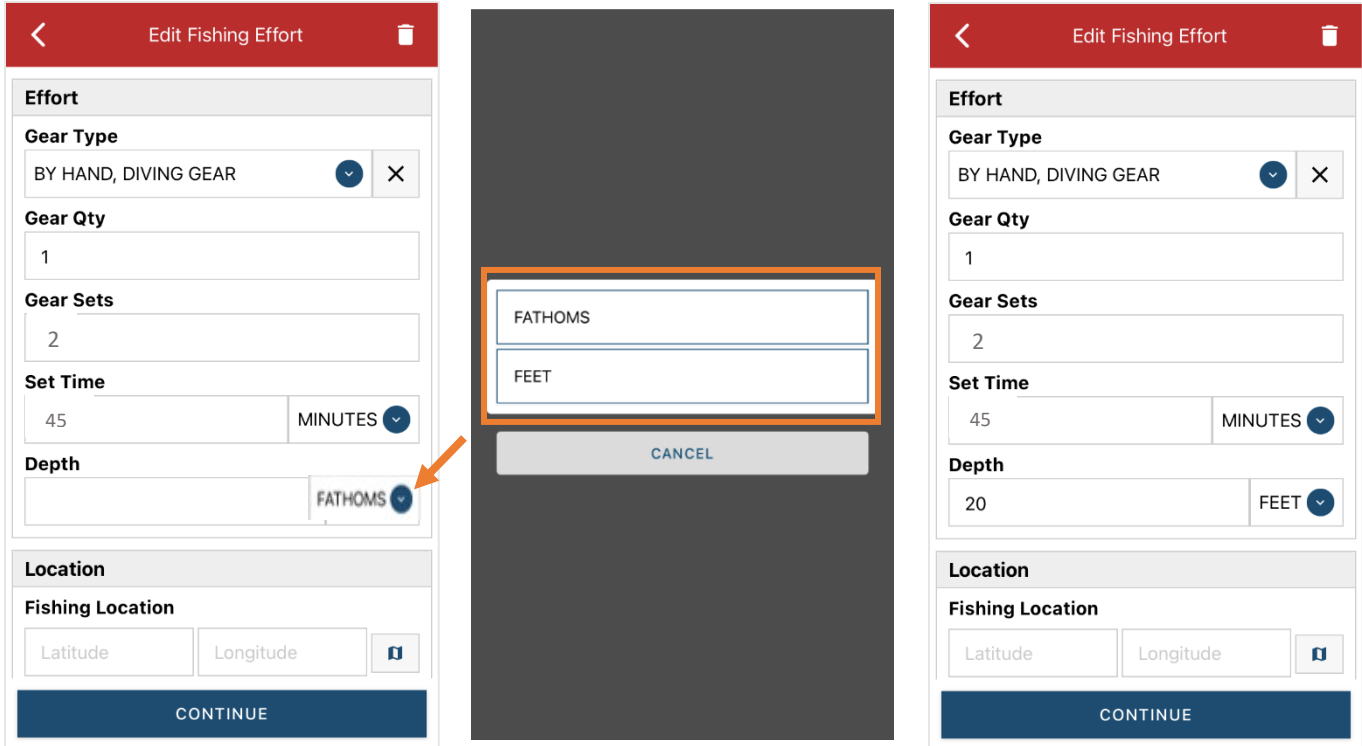 Edit Fishing Effort
Effort
Gear Type
BY HAND, DIVING GEAR
Gear Qty
1
Gear Sets
2
Set Time
45 MINUTES
Depth
FATHOMS
Location
Fishing Location
Latitude Longitude
CONTINUE
FATHOMS
FEET
CANCEL
Edit Fishing Effort
Effort
Gear Type
BY HAND, DIVING GEAR
Gear Qty
1
Gear Sets
2
Set Time
45 MINUTES
Depth
20 FEET
Location
Fishing Location
Latitude Longitude
CONTINUE